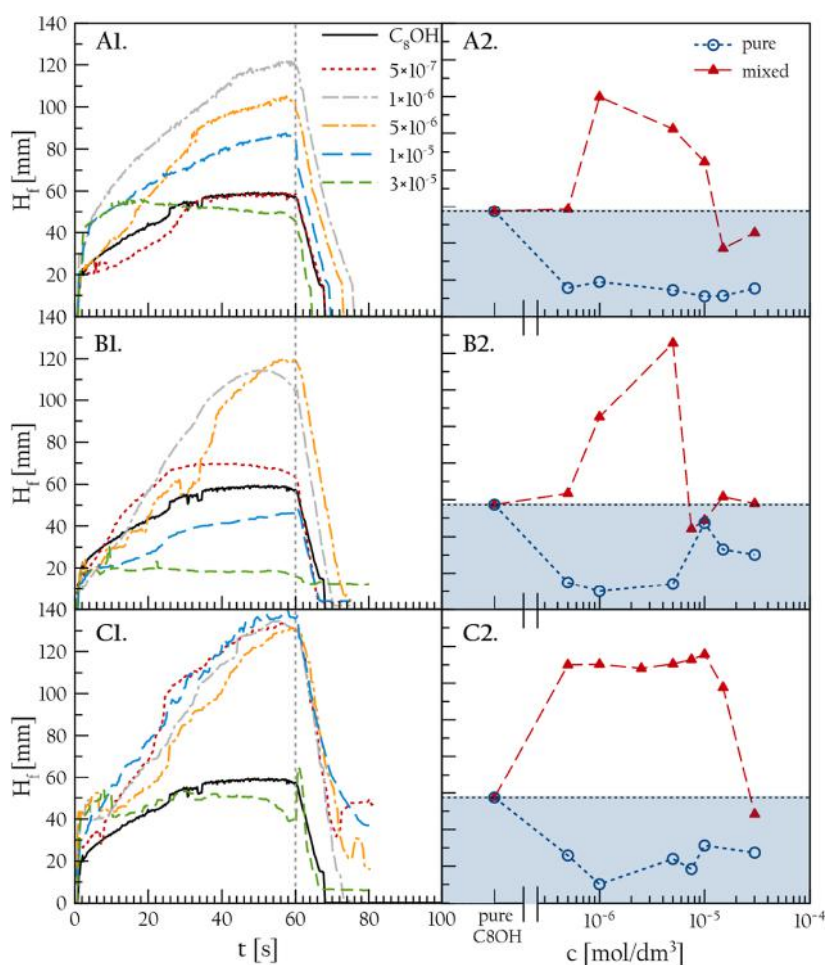 A1.
C₈OH
5×10⁻⁷
1×10⁻⁶
5×10⁻⁶
1×10⁻⁵
3×10⁻⁵
H_f [mm]
140
120
100
80
60
40
20
A2.
pure
mixed
B1.
H_f [mm]
140
120
100
80
60
40
20
0
B2.
C1.
H_f [mm]
140
120
100
80
60
40
20
0
0
20
40
60
80
100
t [s]
C2.
pure
C8OH
10⁻⁶
10⁻⁵
10⁻⁴
c [mol/dm³]